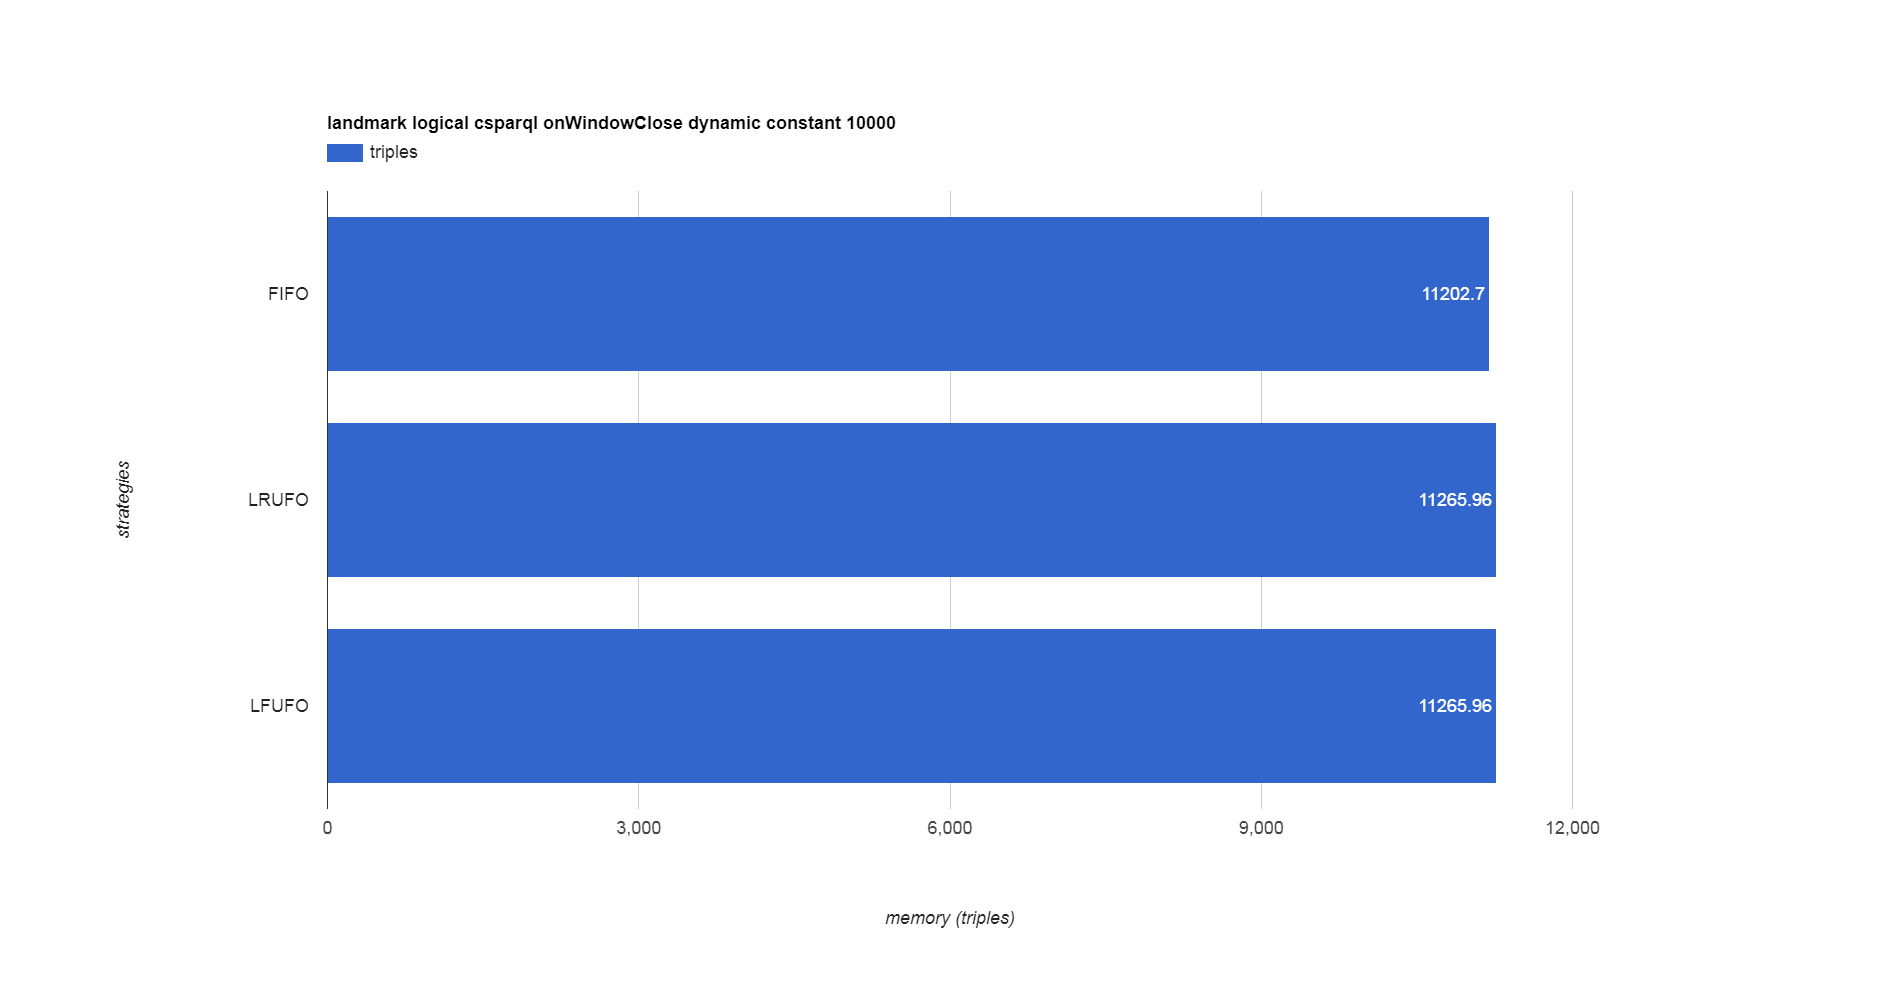 landmark logical csparql onWindowClose dynamic constant 10000
triples
FIFO
11202.7
LRUFO
11265.96
LFUFO
11265.96
strategies
0
3,000
6,000
9,000
12,000
memory (triples)